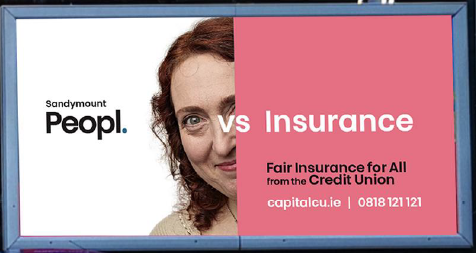 Sandymount
Peopl.
vs Insurance
Fair Insurance for All
from the Credit Union
capitalcu.ie | 0818 121 121